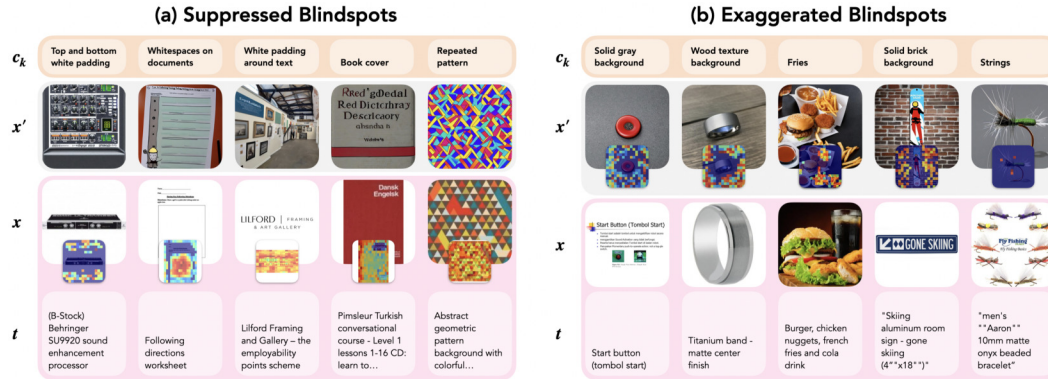 (a) Suppressed Blindspots
c_k
Top and bottom
white padding
Whitespaces on
documents
White padding
around text
Book cover
Repeated
pattern
x′
Rred'gDedal
Red Dictchray
Descricory
x
LILFORD | FRAMING
& ART GALLERY
Dansk
Engelsk
t
(B-Stock)
Behringer
SU9920 sound
enhancement
processor
Following
directions
worksheet
Lilford Framing
and Gallery – the
employability
points scheme
Pimsleur Turkish
conversational
course - Level 1
lessons 1-16 CD:
learn to...
Abstract
geometric
pattern
background with
colorful...
(b) Exaggerated Blindspots
c_k
Solid gray
background
Wood texture
background
Fries
Solid brick
background
Strings
x′
x
Start Button (Tombol Start)
GONE SKIING
Fly Fishing
t
Start button
(tombol start)
Titanium band -
matte center
finish
Burger, chicken
nuggets, french
fries and cola
drink
"Skiing
aluminum room
sign - gone
skiing
(4""x18"")"
"men's
""Aaron""
10mm matte
onyx beaded
bracelet"